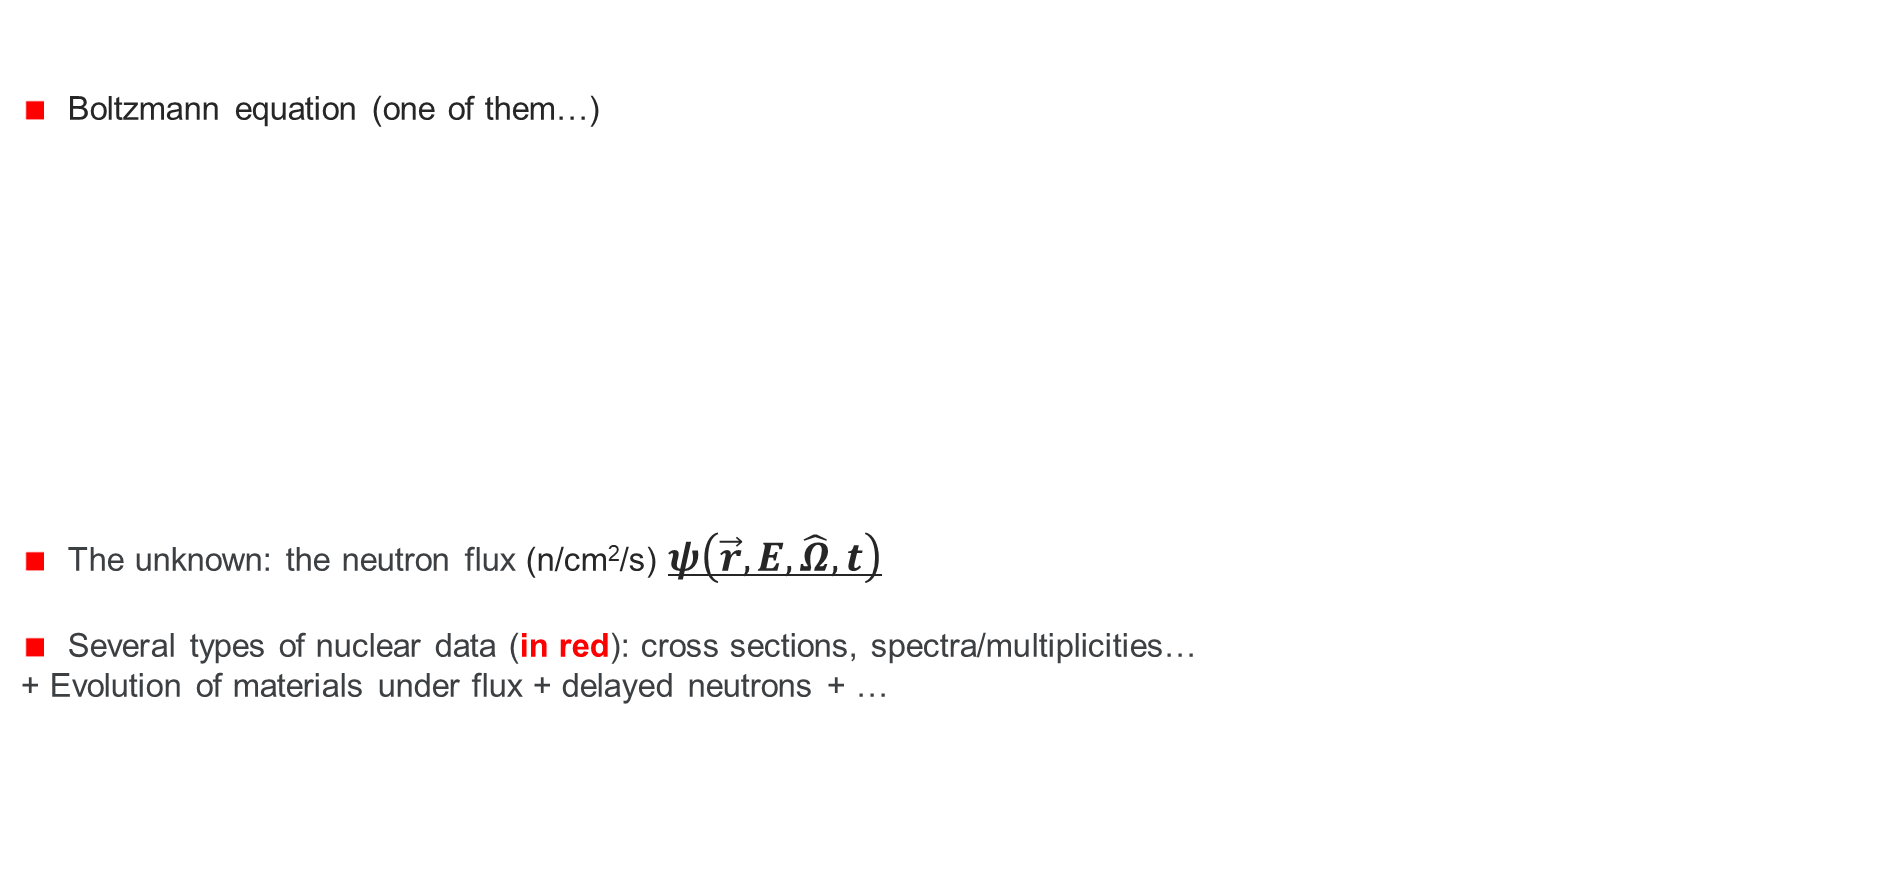 ■ Boltzmann equation (one of them…)
■ The unknown: the neutron flux (n/cm²/s) 𝝍(r⃗, E, Ω̂, t)
■ Several types of nuclear data (in red): cross sections, spectra/multiplicities…
+ Evolution of materials under flux + delayed neutrons + …